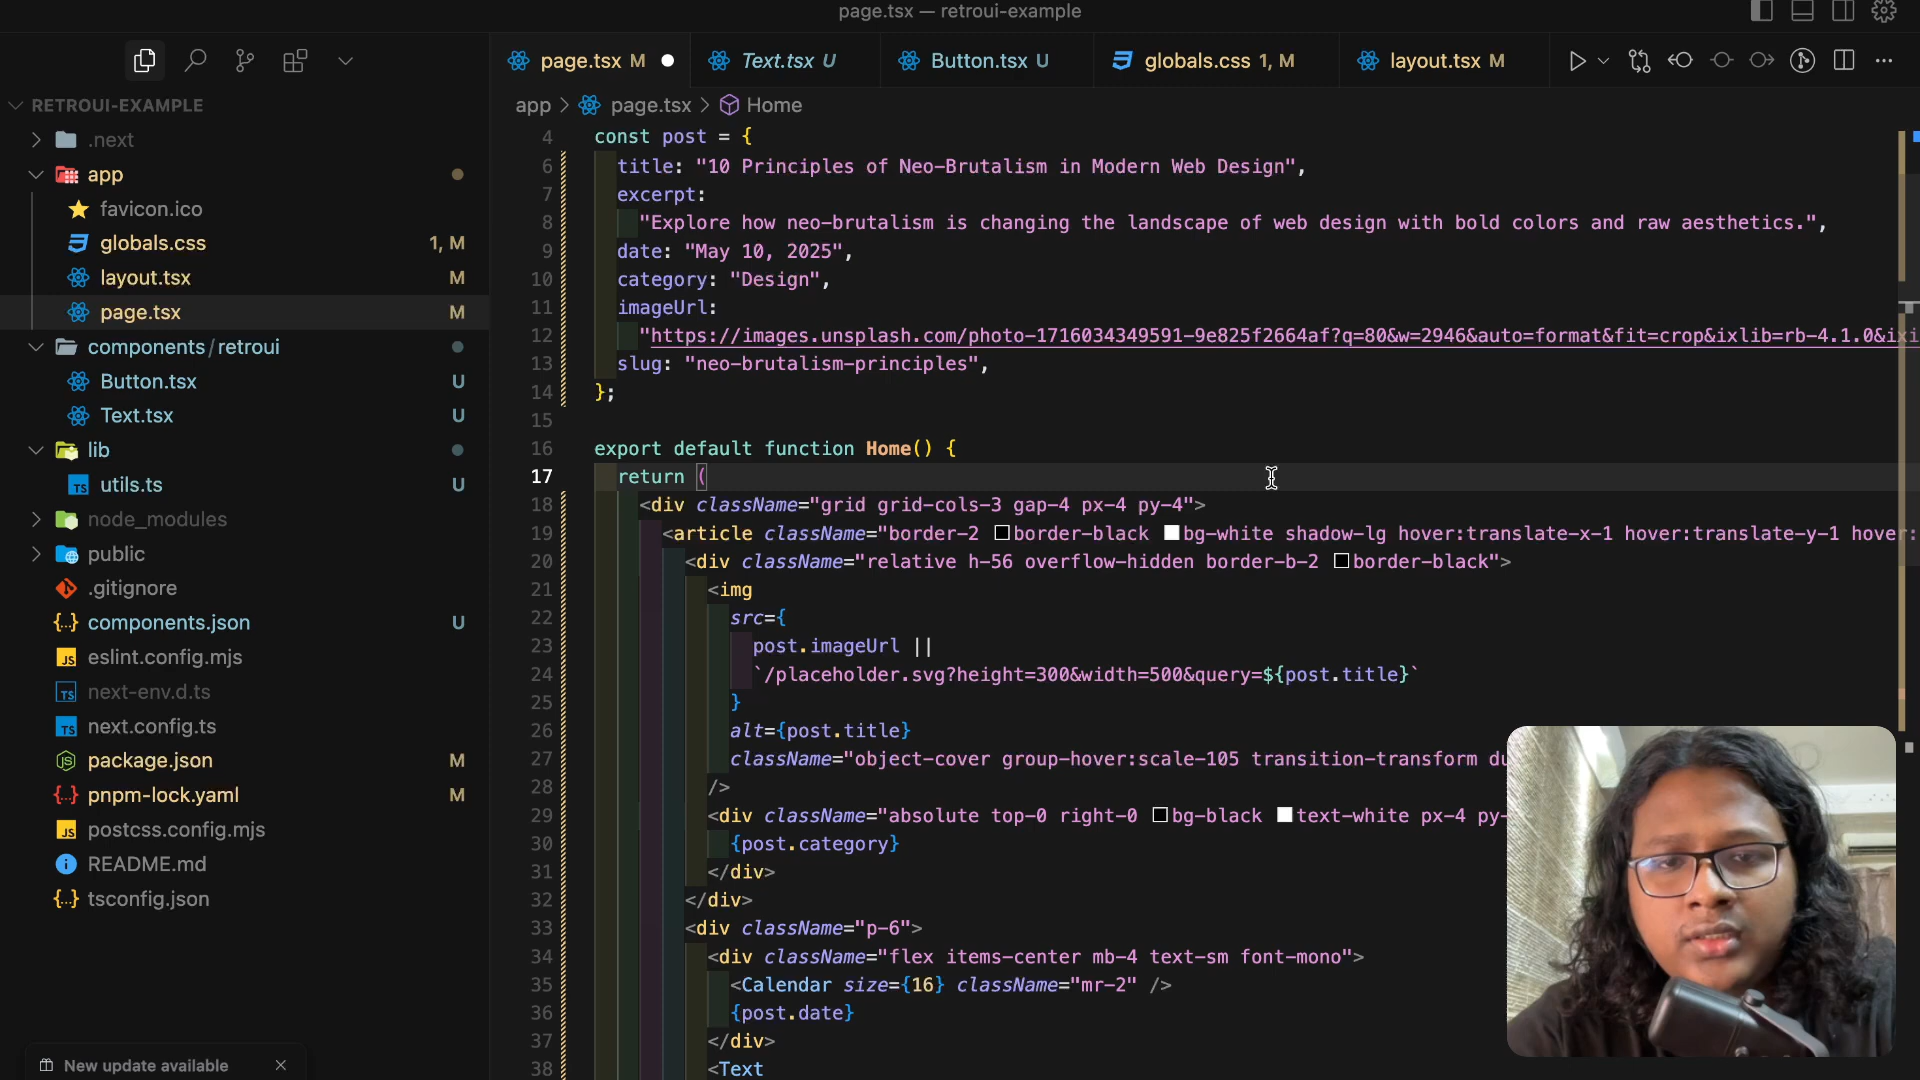 page.tsx — retroui-example
page.tsx M
Text.tsx U
Button.tsx U
globals.css 1, M
layout.tsx M
RETROUI-EXAMPLE
.next
app
favicon.ico
globals.css 1, M
layout.tsx M
page.tsx M
components/retroui
Button.tsx U
Text.tsx U
lib
utils.ts U
node_modules
public
.gitignore
components.json U
eslint.config.mjs
next-env.d.ts
next.config.ts
package.json M
pnpm-lock.yaml M
postcss.config.mjs
README.md
tsconfig.json
New update available
app > page.tsx > Home
4 const post = {
6 title: "10 Principles of Neo-Brutalism in Modern Web Design",
7 excerpt:
8 "Explore how neo-brutalism is changing the landscape of web design with bold colors and raw aesthetics.",
9 date: "May 10, 2025",
10 category: "Design",
11 imageUrl:
12 "https://images.unsplash.com/photo-1716034349591-9e825f2664af?q=80&w=2946&auto=format&fit=crop&ixlib=rb-4.1.0&ixi
13 slug: "neo-brutalism-principles",
14 };
15
16 export default function Home() {
17 return (
18 <div className="grid grid-cols-3 gap-4 px-4 py-4">
19 <article className="border-2 border-black bg-white shadow-lg hover:translate-x-1 hover:translate-y-1 hover:
20 <div className="relative h-56 overflow-hidden border-b-2 border-black">
21 <img
22 src={
23 post.imageUrl ||
24 `/placeholder.svg?height=300&width=500&query=${post.title}`
25 }
26 alt={post.title}
27 className="object-cover group-hover:scale-105 transition-transform du
28 />
29 <div className="absolute top-0 right-0 bg-black text-white px-4 py-
30 {post.category}
31 </div>
32 </div>
33 <div className="p-6">
34 <div className="flex items-center mb-4 text-sm font-mono">
35 <Calendar size={16} className="mr-2" />
36 {post.date}
37 </div>
38 <Text